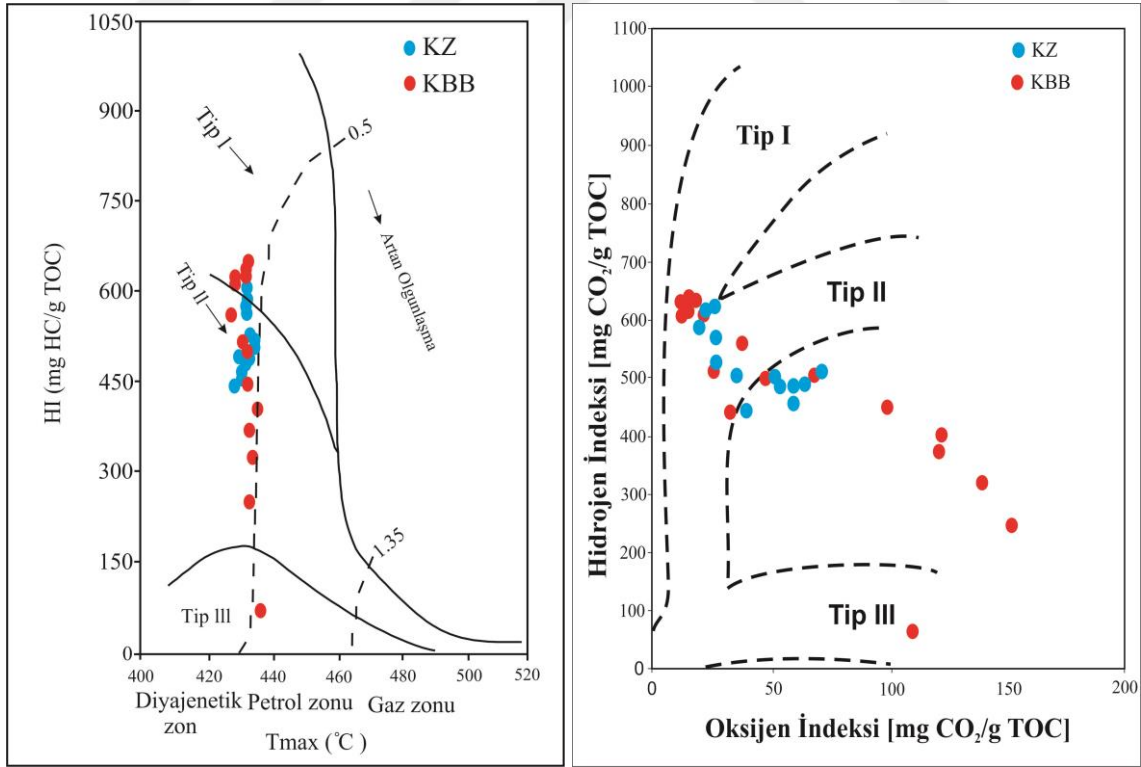 1050
900
750
600
450
300
150
0
HI (mg HC/g TOC)
KZ
KBB
Tip I
0.5
Artan Olgunlaşma
Tip II
1.35
Tip III
400
420
440
460
480
500
520
Diyajenetik zon
Petrol zonu
Gaz zonu
Tmax (°C)
1100
1000
900
800
700
600
500
400
300
200
100
0
Hidrojen İndeksi [mg CO₂/g TOC]
KZ
KBB
Tip I
Tip II
Tip III
0
50
100
150
200
Oksijen İndeksi [mg CO₂/g TOC]